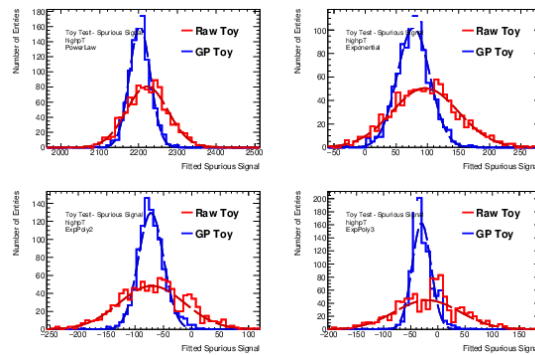 Number of Entries
180
160
140
120
100
80
60
40
20
0
Toy Test - Spurious Signal
highpT
PowerLaw
Raw Toy
GP Toy
2000
2100
2200
2300
2400
2500
Fitted Spurious Signal
Number of Entries
100
80
60
40
20
0
Toy Test - Spurious Signal
highpT
Exponential
Raw Toy
GP Toy
−50
0
50
100
150
200
250
Fitted Spurious Signal
Number of Entries
140
120
100
80
60
40
20
0
Toy Test - Spurious Signal
highpT
ExpPoly2
Raw Toy
GP Toy
−250
−200
−150
−100
−50
0
50
100
Fitted Spurious Signal
Number of Entries
200
180
160
140
120
100
80
60
40
20
0
Toy Test - Spurious Signal
highpT
ExpPoly3
Raw Toy
GP Toy
−200
−150
−100
−50
0
50
100
150
Fitted Spurious Signal